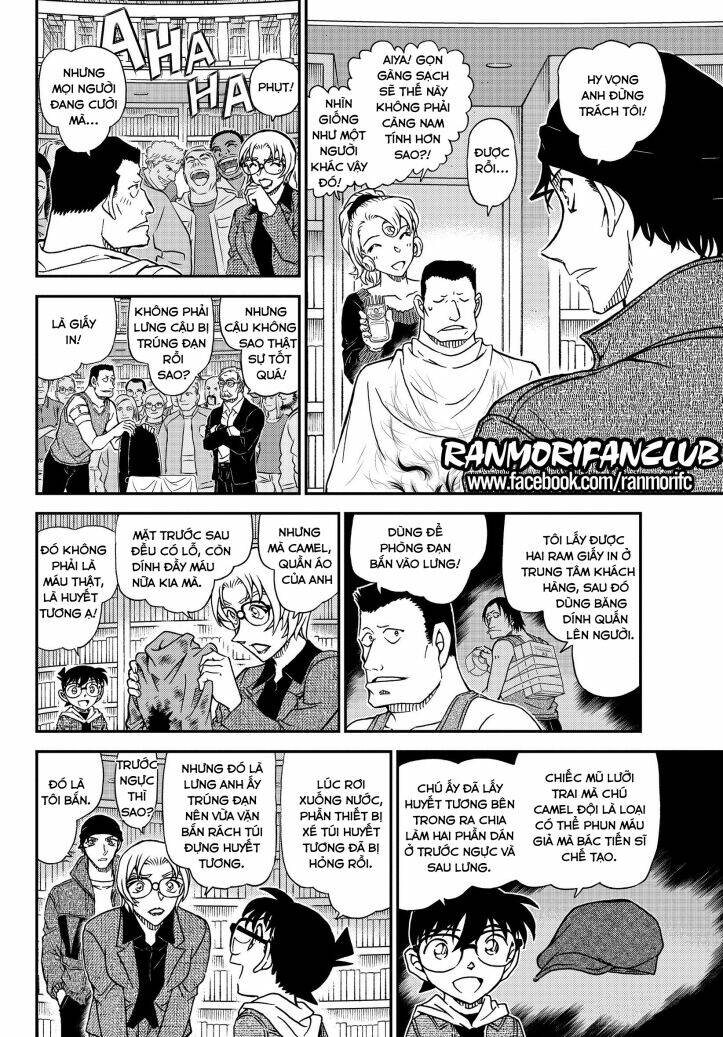 HY VỌNG
ANH ĐỪNG
TRÁCH TÔI!
ĐƯỢC
RỒI...
AIYA! GỌN
GÀNG SẠCH
SẼ THẾ NÀY
KHÔNG PHẢI
CÀNG NAM
TÍNH HƠN
SAO?!
NHÌN
GIỐNG
NHƯ MỘT
NGƯỜI
KHÁC VẬY
ĐÓ!
PHỤT!
AHA
HA
NHƯNG
MỌI NGƯỜI
ĐANG CƯỜI
MÀ...
NHƯNG
CẬU KHÔNG
SAO THẬT
SỰ TỐT
QUÁ!
KHÔNG PHẢI
LƯNG CẬU BỊ
TRÚNG ĐẠN
RỒI
SAO?
LÀ GIẤY
IN!
RANMORIFANCLUB
www.facebook.com/ranmorifc
TÔI LẤY ĐƯỢC
HAI RAM GIẤY IN Ở
TRUNG TÂM KHÁCH
HÀNG, SAU ĐÓ
DÙNG BĂNG
DÍNH QUẤN
LÊN NGƯỜI.
DÙNG ĐỂ
PHÒNG ĐẠN
BẮN VÀO LƯNG!
NHƯNG
MÀ CAMEL,
QUẦN ÁO
CỦA ANH
MẶT TRƯỚC SAU
ĐỀU CÓ LỖ, CÒN
DÍNH ĐẦY MÁU
NỮA KIA MÀ.
ĐÓ KHÔNG
PHẢI LÀ
MÁU THẬT,
LÀ HUYẾT
TƯƠNG Ạ!
CHIẾC MŨ LƯỠI
TRAI MÀ CHÚ
CAMEL ĐỘI LÀ LOẠI
CÓ THỂ PHUN MÁU
GIẢ MÀ BÁC TIẾN SĨ
CHẾ TẠO.
CHÚ ẤY ĐÃ LẤY
HUYẾT TƯƠNG BÊN
TRONG RA CHIA
LÀM HAI PHẦN DÁN
Ở TRƯỚC NGỰC VÀ
SAU LƯNG.
LÚC RƠI
XUỐNG NƯỚC,
PHẦN THIẾT BỊ
XÉ TÚI HUYẾT
TƯƠNG ĐÃ BỊ
HỎNG RỒI.
NHƯNG ĐÓ LÀ
LƯNG ANH ẤY
TRÚNG ĐẠN
NÊN VỪA VẶN
BẮN RÁCH TÚI
ĐỰNG HUYẾT
TƯƠNG.
TRƯỚC
NGỰC
THÌ
SAO?
ĐÓ LÀ
TÔI BẮN.